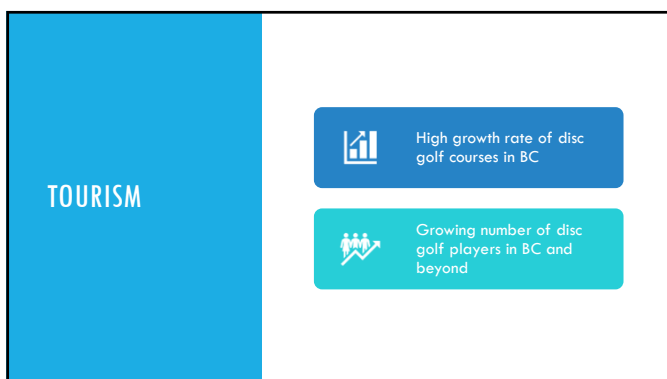 TOURISM
High growth rate of disc
golf courses in BC
Growing number of disc
golf players in BC and
beyond